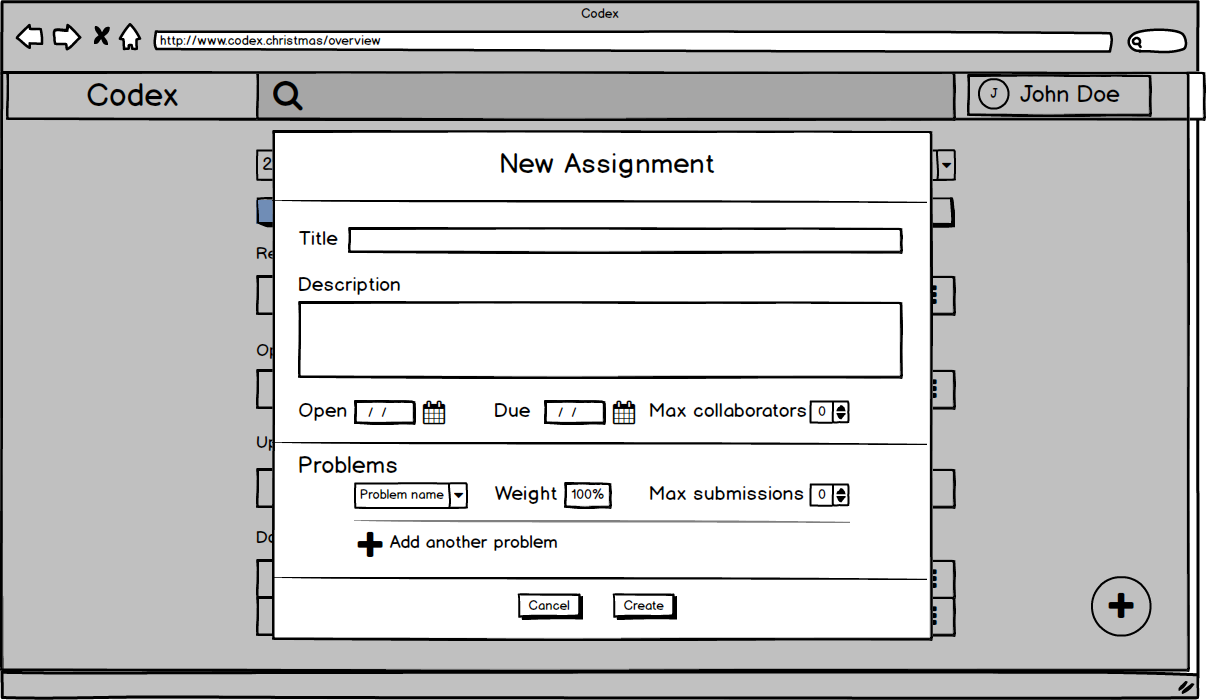 Codex
http://www.codex.christmas/overview
Codex
J John Doe
2
New Assignment
Title
Re
Description
Op
Open / / Due / / Max collaborators 0
Up
Problems
Problem name Weight 100% Max submissions 0
Add another problem
Cancel Create